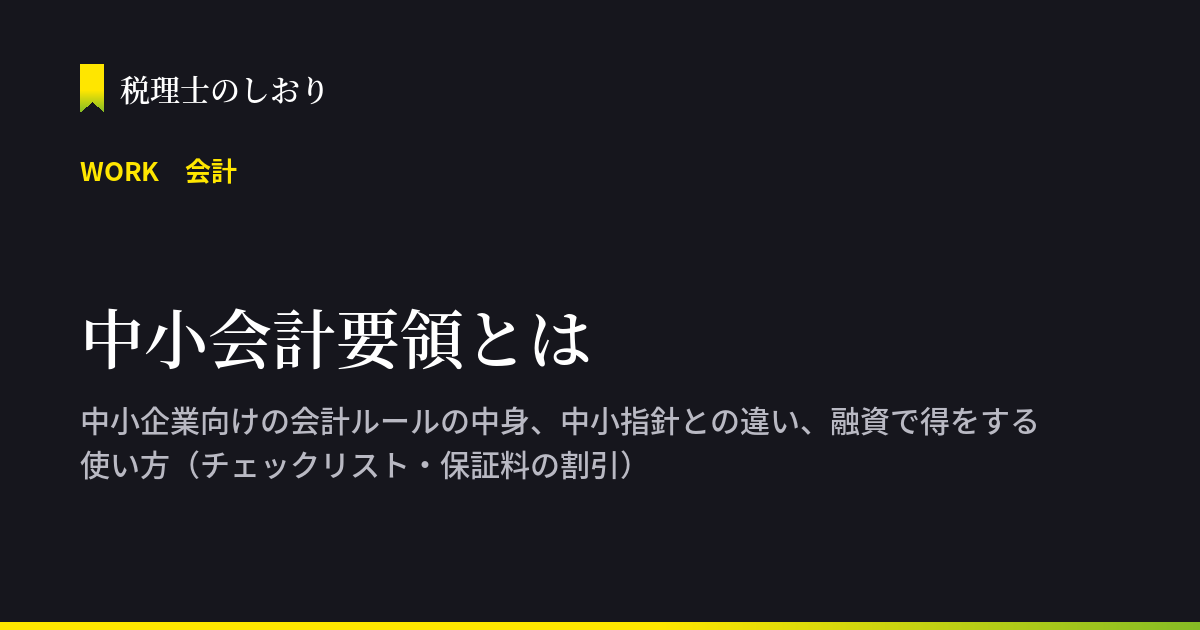 税理士のしおり
WORK　会計
中小会計要領とは
中小企業向けの会計ルールの中身、中小指針との違い、融資で得をする
使い方（チェックリスト・保証料の割引）